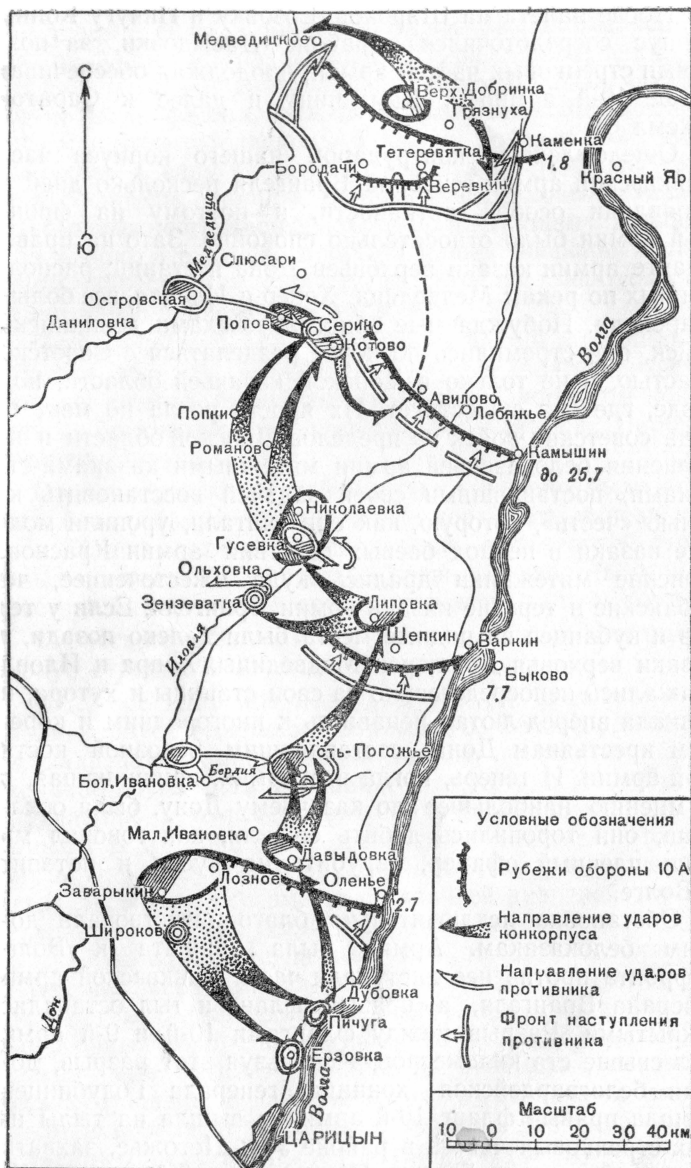 Медведицкое
Верх. Добринка
Грязнуха
С
Тетереватка
Каменка
1,8
Бородачи
Веревкин
Красный Яр
Медведица
Ю
Слюсари
Островская
Даниловка
Попов
Серино
Котово
Волга
Авилово
Лебяжье
Попки
Камышин
до 25,7
Романов
Николаевка
Гусевка
Ольховка
Зензеватка
Липовка
Щепкин
Варкин
Быково
7,7
Иловля
Усть-Погожье
Бердия
Бол. Ивановка
Мал. Ивановка
Давыдовка
Лозное
Оленье
2.7
Заварыкин
Широков
Дубовка
Дон
Пичуга
Ерзовка
Волга
ЦАРИЦЫН
Условные обозначения
Рубежи обороны 10А
Направление ударов
конкорпуса
Направление ударов
противника
Фронт наступления
противника
Масштаб
10 0 10 20 30 40 км